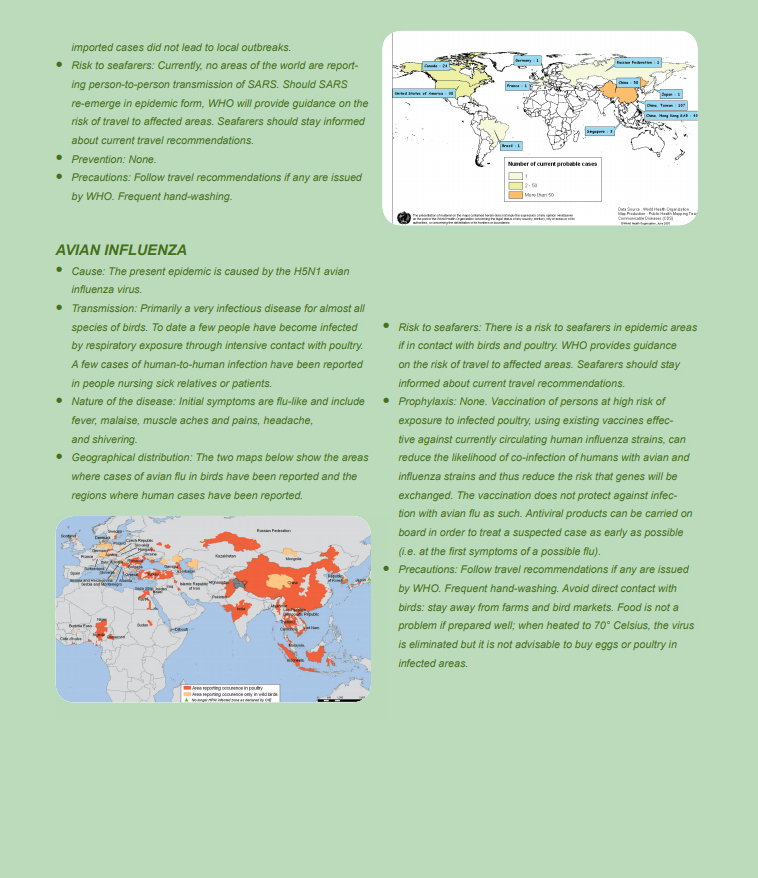 imported cases did not lead to local outbreaks.
• Risk to seafarers: Currently, no areas of the world are report-
ing person-to-person transmission of SARS. Should SARS
re-emerge in epidemic form, WHO will provide guidance on the
risk of travel to affected areas. Seafarers should stay informed
about current travel recommendations.
• Prevention: None.
• Precautions: Follow travel recommendations if any are issued
by WHO. Frequent hand-washing.
Canada - 24
Germany - 1
Russian Federation - 1
France - 1
United States of America - 30
Japan - 1
China, Taiwan - 187
China, Hong Kong SAR -
Singapore - 4
Brazil - 1
Number of current probable cases
1
2 - 50
More than 50
Data Source: World Health Organization
Map Production: Public Health Mapping Team
Communicable Diseases (CDS)
AVIAN INFLUENZA
• Cause: The present epidemic is caused by the H5N1 avian
influenza virus.
• Transmission: Primarily a very infectious disease for almost all
species of birds. To date a few people have become infected
by respiratory exposure through intensive contact with poultry.
A few cases of human-to-human infection have been reported
in people nursing sick relatives or patients.
• Nature of the disease: Initial symptoms are flu-like and include
fever, malaise, muscle aches and pains, headache,
and shivering.
• Geographical distribution: The two maps below show the areas
where cases of avian flu in birds have been reported and the
regions where human cases have been reported.
Russian Federation
Kazakhstan
Mongolia
China
Afghanistan
Pakistan
India
Sudan
Area reporting occurence in poultry
Area reporting occurence only in wild birds
No longer HPAI infected zone as declared by OIE
• Risk to seafarers: There is a risk to seafarers in epidemic areas
if in contact with birds and poultry. WHO provides guidance
on the risk of travel to affected areas. Seafarers should stay
informed about current travel recommendations.
• Prophylaxis: None. Vaccination of persons at high risk of
exposure to infected poultry, using existing vaccines effec-
tive against currently circulating human influenza strains, can
reduce the likelihood of co-infection of humans with avian and
influenza strains and thus reduce the risk that genes will be
exchanged. The vaccination does not protect against infec-
tion with avian flu as such. Antiviral products can be carried on
board in order to treat a suspected case as early as possible
(i.e. at the first symptoms of a possible flu).
• Precautions: Follow travel recommendations if any are issued
by WHO. Frequent hand-washing. Avoid direct contact with
birds: stay away from farms and bird markets. Food is not a
problem if prepared well; when heated to 70° Celsius, the virus
is eliminated but it is not advisable to buy eggs or poultry in
infected areas.